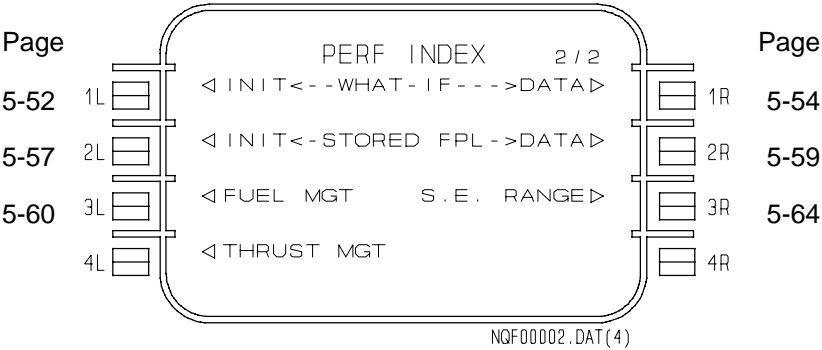 Page Page
PERF INDEX 2/2
5-52 1L ◁INIT<--WHAT-IF--->DATA▷ 1R 5-54
5-57 2L ◁INIT<-STORED FPL->DATA▷ 2R 5-59
5-60 3L ◁FUEL MGT S.E. RANGE▷ 3R 5-64
4L ◁THRUST MGT 4R
NQF00002.DAT(4)